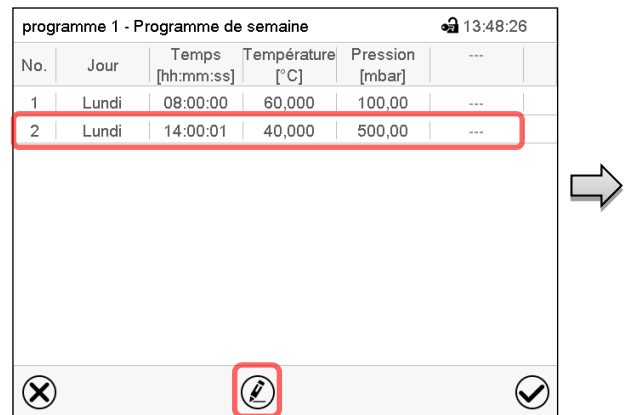 programme 1 - Programme de semaine 13:48:26
No. Jour Temps [hh:mm:ss] Température [°C] Pression [mbar] ---
1 Lundi 08:00:00 60,000 100,00 ---
2 Lundi 14:00:01 40,000 500,00 ---